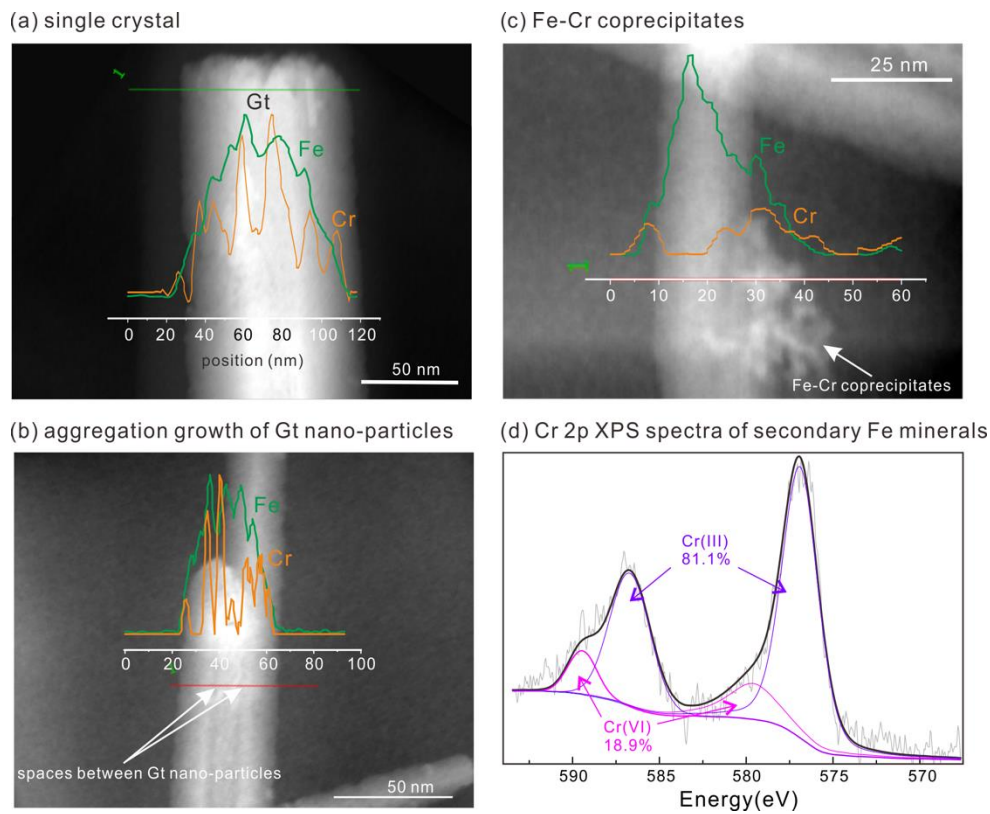 (a) single crystal
1
Gt
Fe
Cr
0 20 40 60 80 100 120
position (nm)
50 nm
(c) Fe-Cr coprecipitates
25 nm
Fe
Cr
0 10 20 30 40 50 60
Fe-Cr coprecipitates
(b) aggregation growth of Gt nano-particles
Fe
Cr
0 20 40 60 80 100
spaces between Gt nano-particles
50 nm
(d) Cr 2p XPS spectra of secondary Fe minerals
Cr(III)
81.1%
Cr(VI)
18.9%
590 585 580 575 570
Energy(eV)